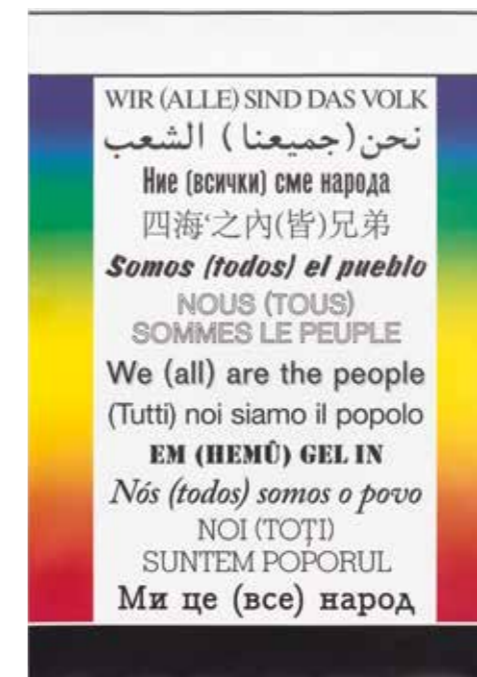 WIR (ALLE) SIND DAS VOLK
نحن (جميعنا) الشعب
Ние (всички) сме народа
四海‘之內(皆)兄弟
Somos (todos) el pueblo
NOUS (TOUS)
SOMMES LE PEUPLE
We (all) are the people
(Tutti) noi siamo il popolo
EM (HEMÛ) GEL IN
Nós (todos) somos o povo
NOI (TOȚI)
SUNTEM POPORUL
Ми це (все) народ